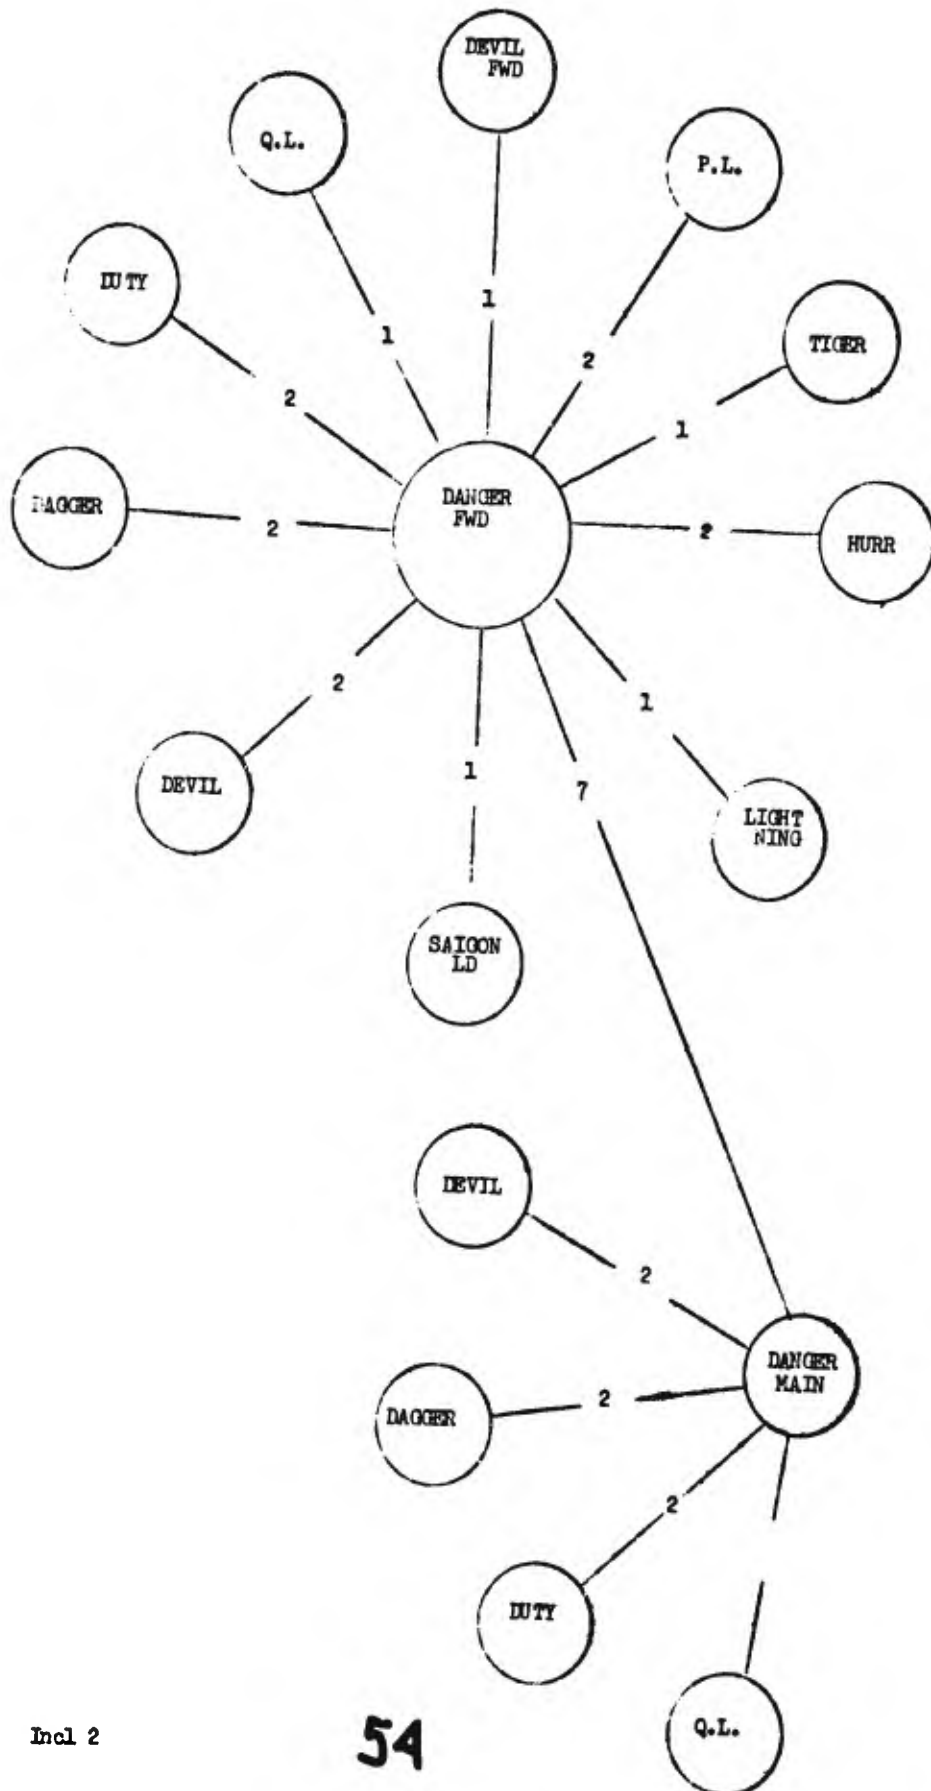 DEVIL
FWD
Q.L.
P.L.
DUTY
1
1
2
TIGER
2
1
DAGGER
2
DANGER
FWD
2
HURR
2
1
DEVIL
1
7
LIGHT
NING
SAIGON
LD
DEVIL
2
DANGER
MAIN
DAGGER
2
2
DUTY
Q.L.
Incl 2
54